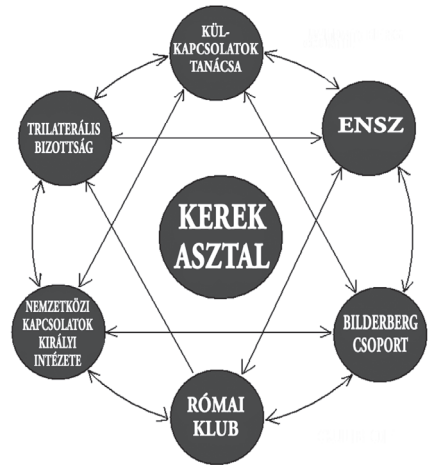 KÜL-
KAPCSOLATOK
TANÁCSA
TRILATERÁLIS
BIZOTTSÁG
ENSZ
KEREK
ASZTAL
NEMZETKÖZI
KAPCSOLATOK
KIRÁLYI
INTÉZETE
BILDERBERG
CSOPORT
RÓMAI
KLUB